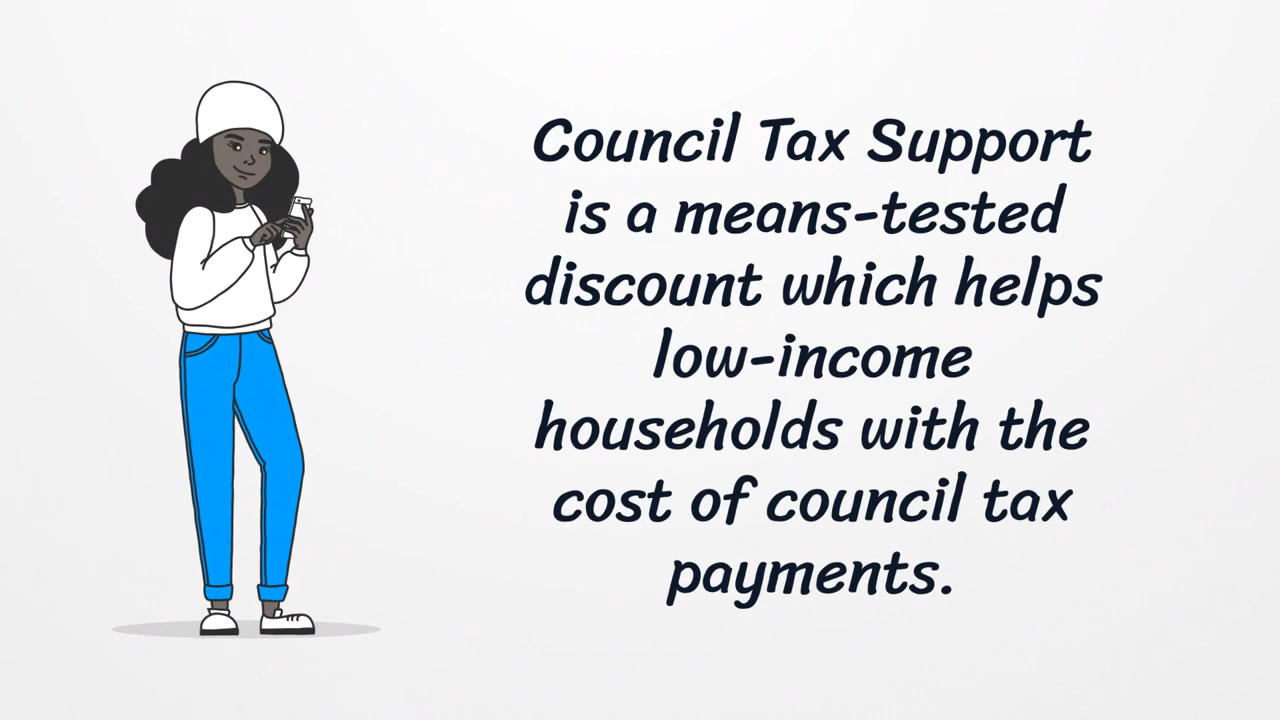 Council Tax Support
is a means-tested
discount which helps
low-income
households with the
cost of council tax
payments.